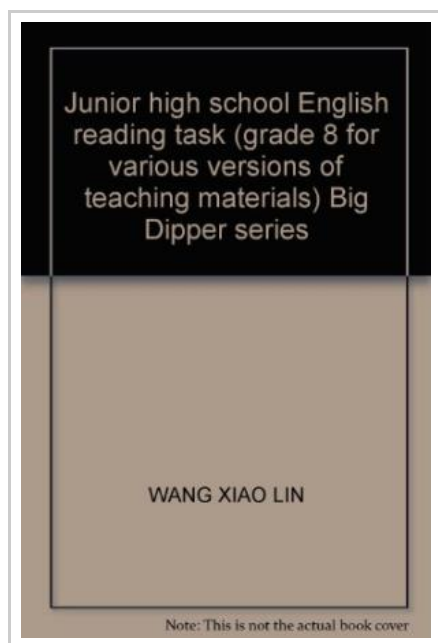 Junior high school English
reading task (grade 8 for
various versions of
teaching materials) Big
Dipper series
WANG XIAO LIN
Note: This is not the actual book cover